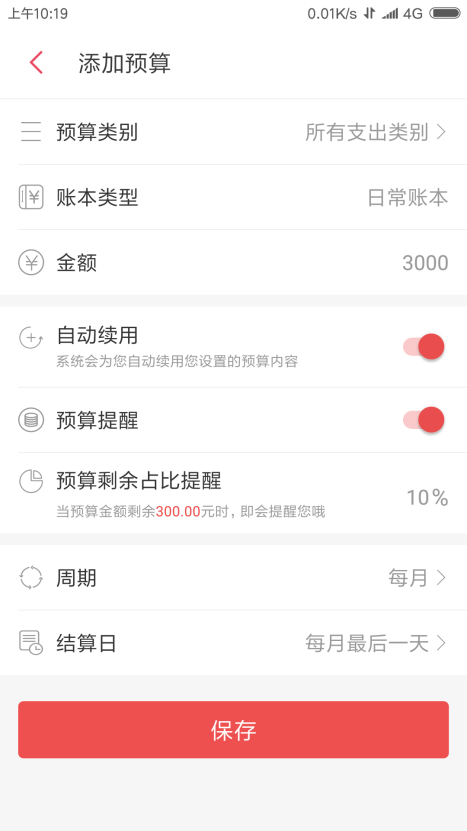 上午10:19 0.01K/s 4G
添加预算
预算类别 所有支出类别
账本类型 日常账本
金额 3000
自动续用
系统会为您自动续用您设置的预算内容
预算提醒
预算剩余占比提醒
当预算金额剩余300.00元时，即会提醒您哦 10%
周期 每月
结算日 每月最后一天
保存